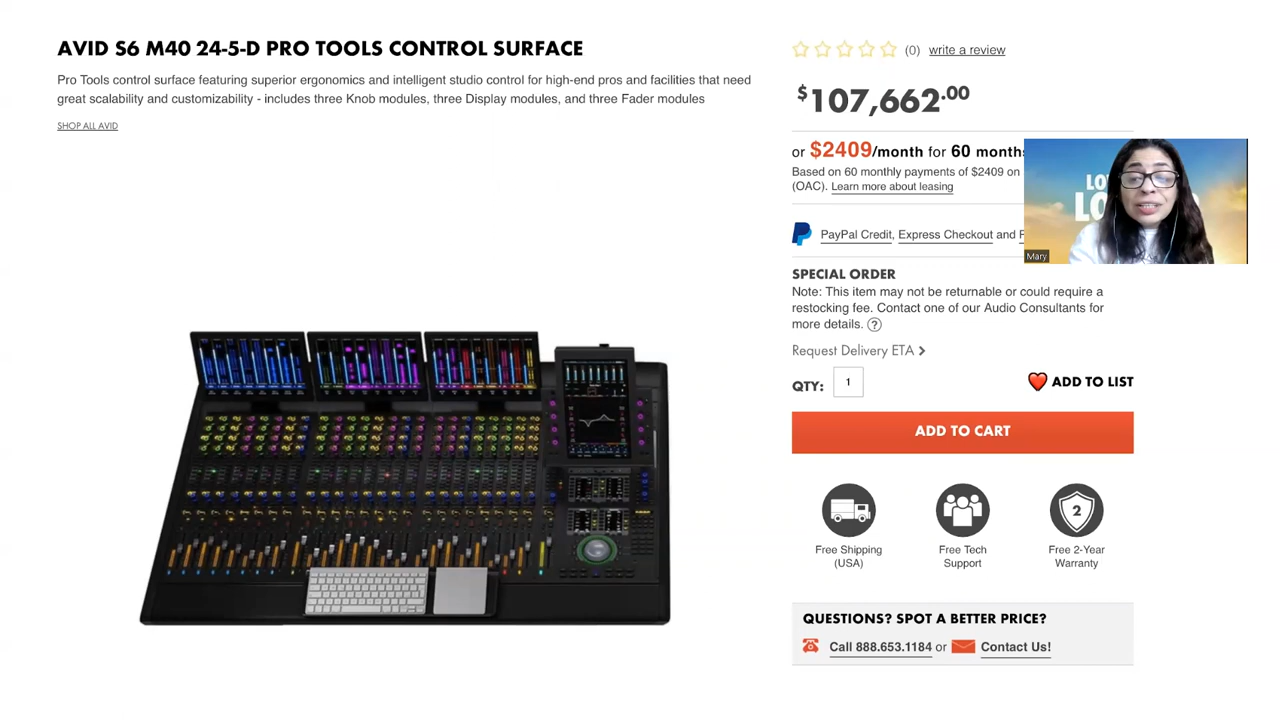 AVID S6 M40 24-5-D PRO TOOLS CONTROL SURFACE
Pro Tools control surface featuring superior ergonomics and intelligent studio control for high-end pros and facilities that need
great scalability and customizability - includes three Knob modules, three Display modules, and three Fader modules
SHOP ALL AVID
(0) write a review
$107,662.00
or $2409/month for 60 months
Based on 60 monthly payments of $2409 on
(OAC). Learn more about leasing
PayPal Credit, Express Checkout and
Mary
SPECIAL ORDER
Note: This item may not be returnable or could require a
restocking fee. Contact one of our Audio Consultants for
more details. ?
Request Delivery ETA >
QTY: 1
ADD TO LIST
ADD TO CART
2
Free Shipping
(USA)
Free Tech
Support
Free 2-Year
Warranty
QUESTIONS? SPOT A BETTER PRICE?
Call 888.653.1184 or Contact Us!